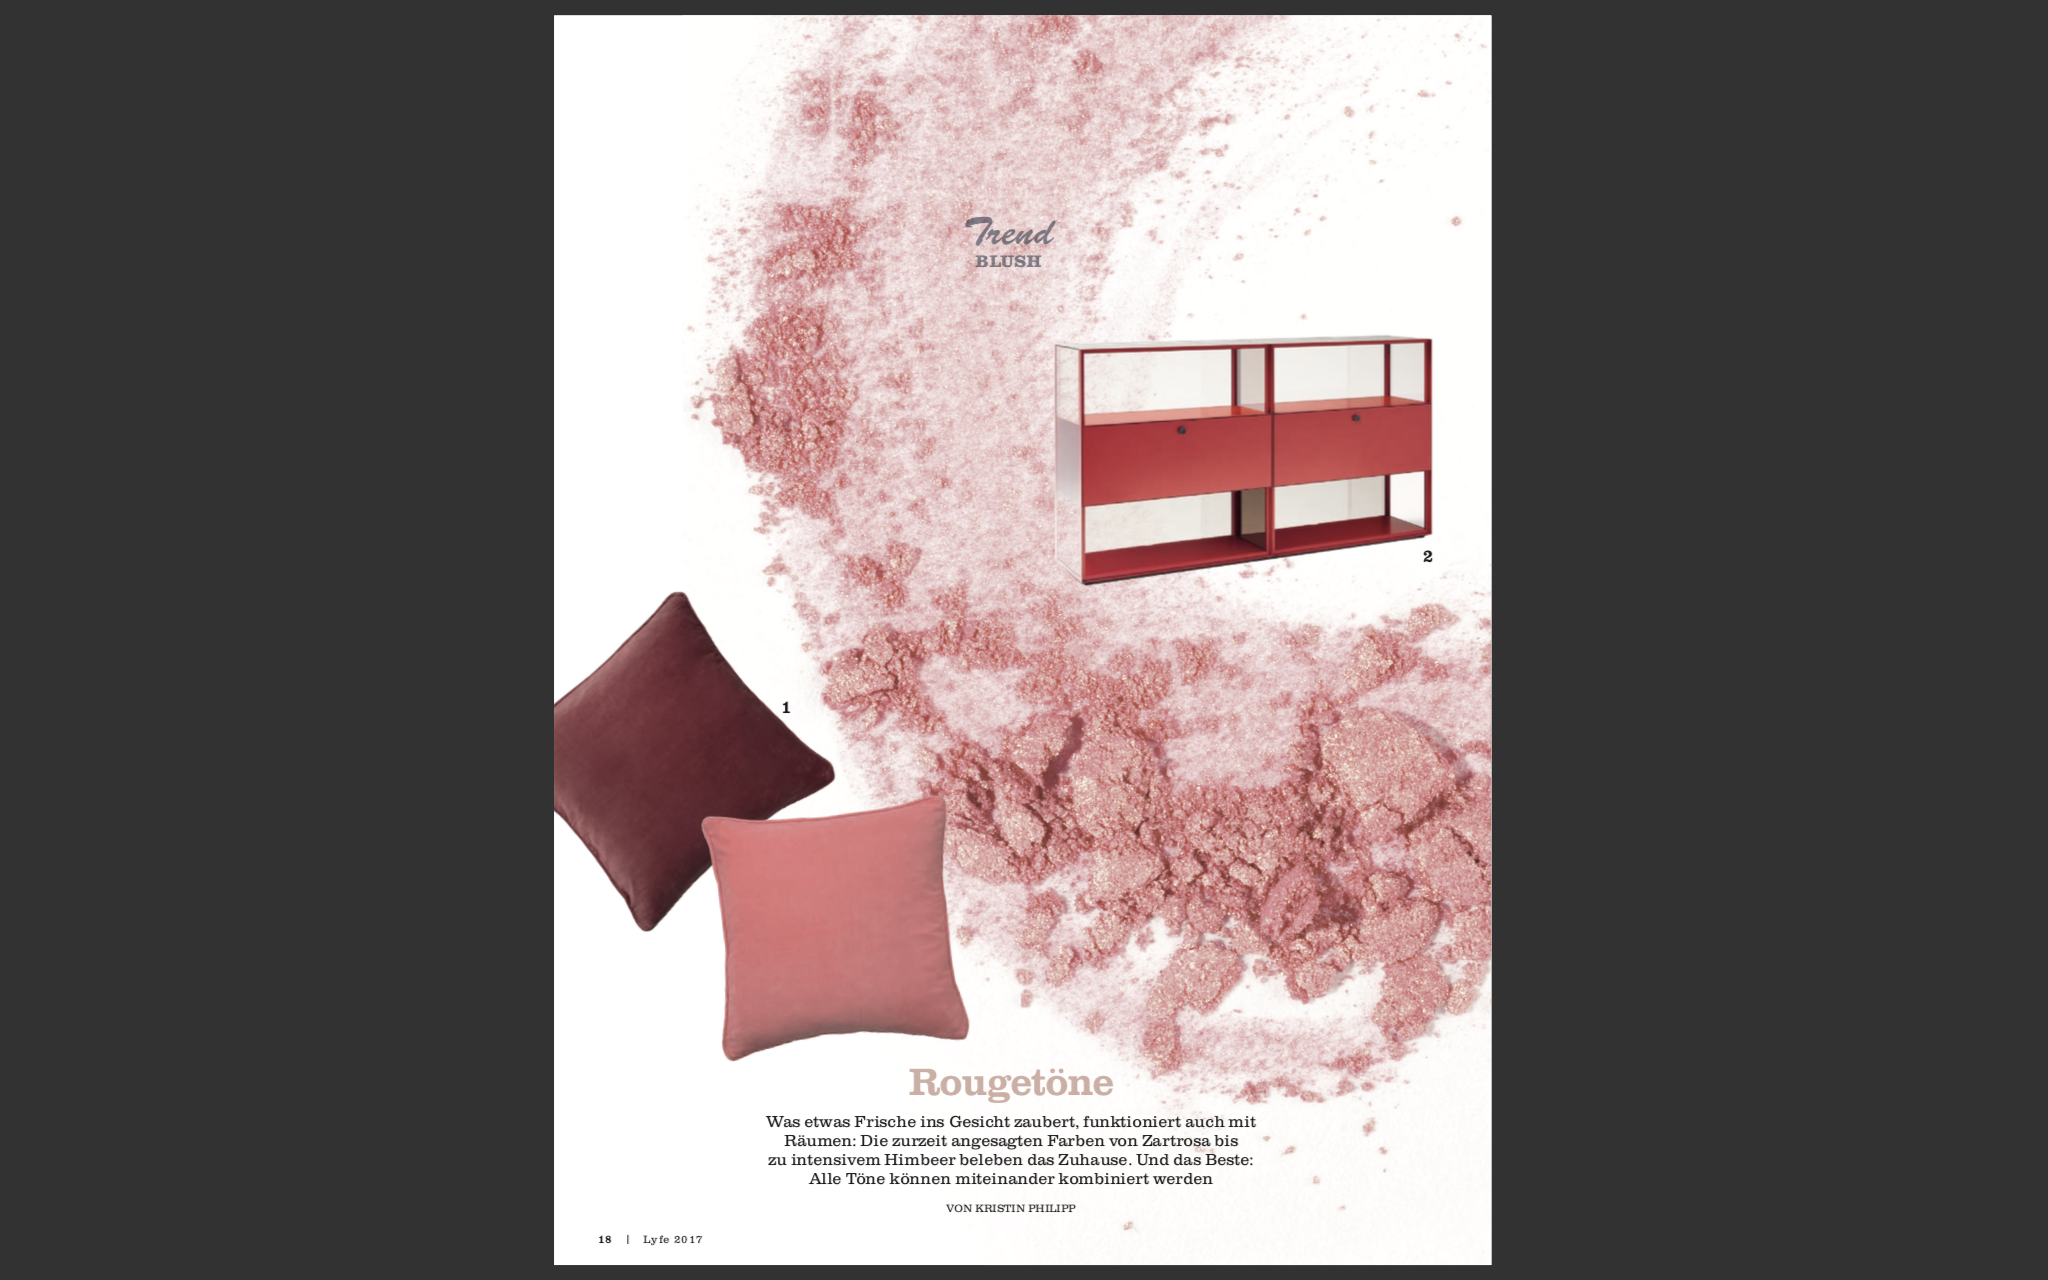 Trend
BLUSH
2
1
Rougetöne
Was etwas Frische ins Gesicht zaubert, funktioniert auch mit
Räumen: Die zurzeit angesagten Farben von Zartrosa bis
zu intensivem Himbeer beleben das Zuhause. Und das Beste:
Alle Töne können miteinander kombiniert werden
VON KRISTIN PHILIPP
18 | Lyfe 2017